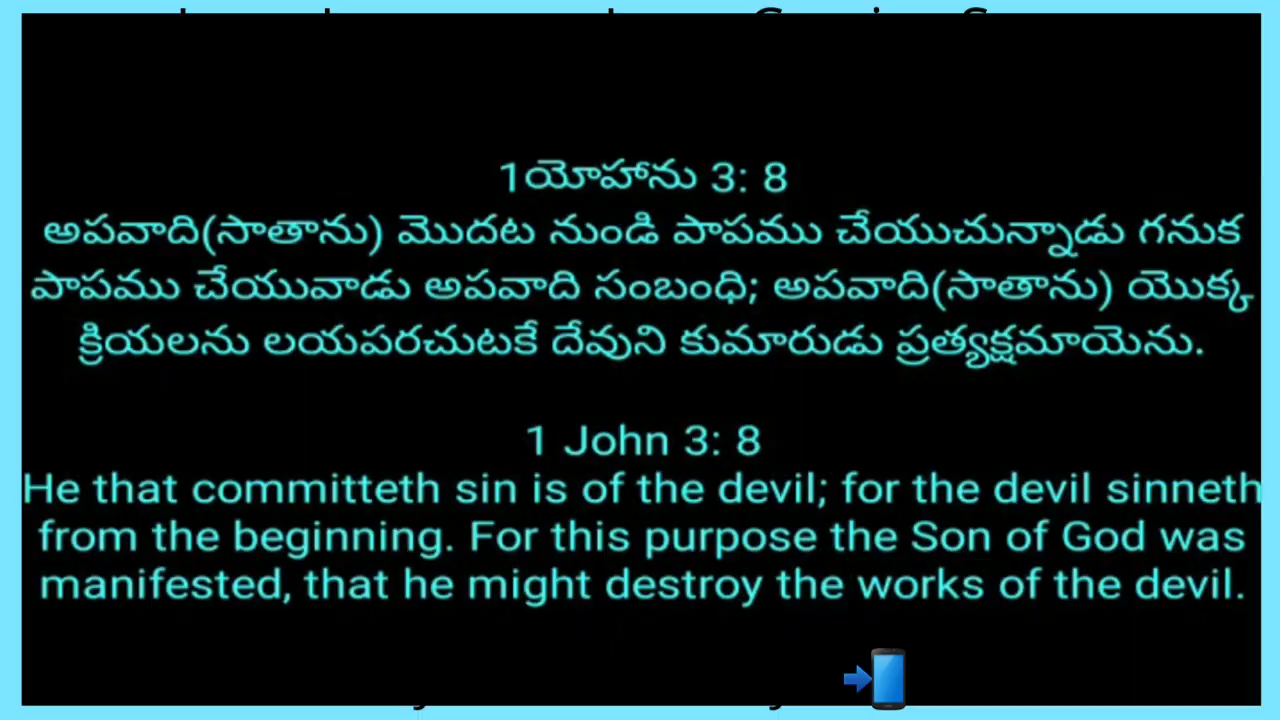 1యోహాను 3: 8
అపవాది(సాతాను) మొదట నుండి పాపము చేయుచున్నాడు గనుక
పాపము చేయువాడు అపవాది సంబంధి; అపవాది(సాతాను) యొక్క
క్రియలను లయపరచుటకే దేవుని కుమారుడు ప్రత్యక్షమాయెను.
1 John 3: 8
He that committeth sin is of the devil; for the devil sinneth
from the beginning. For this purpose the Son of God was
manifested, that he might destroy the works of the devil.